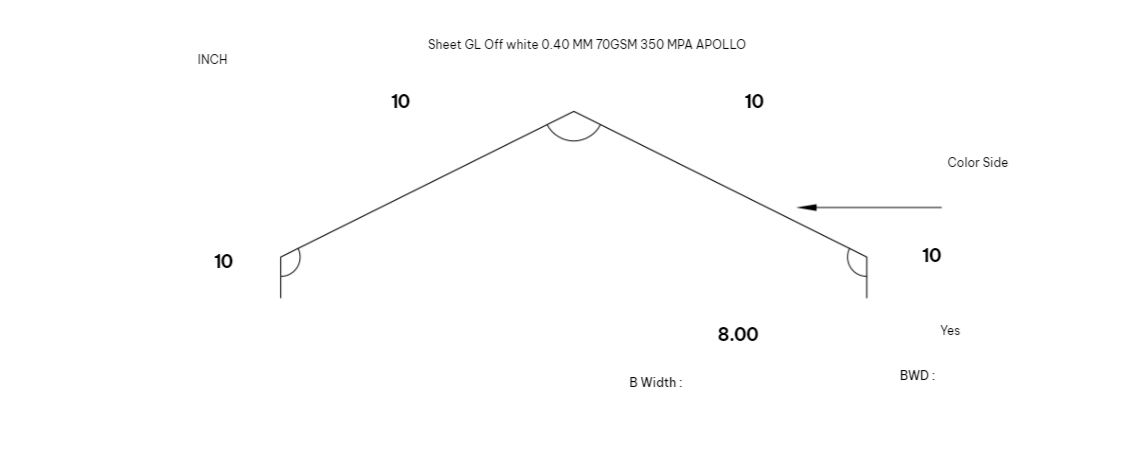 Sheet GL Off white 0.40 MM 70GSM 350 MPA APOLLO
INCH
10
10
Color Side
10
10
Yes
8.00
BWD :
B Width :